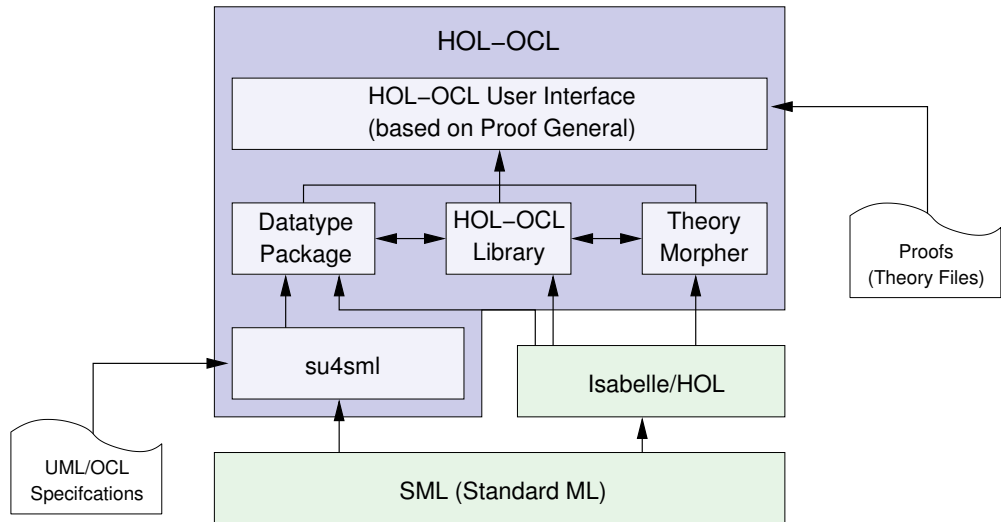 HOL–OCL
HOL–OCL User Interface
(based on Proof General)
Datatype
Package
HOL–OCL
Library
Theory
Morpher
Proofs
(Theory Files)
su4sml
Isabelle/HOL
UML/OCL
Specifcations
SML (Standard ML)